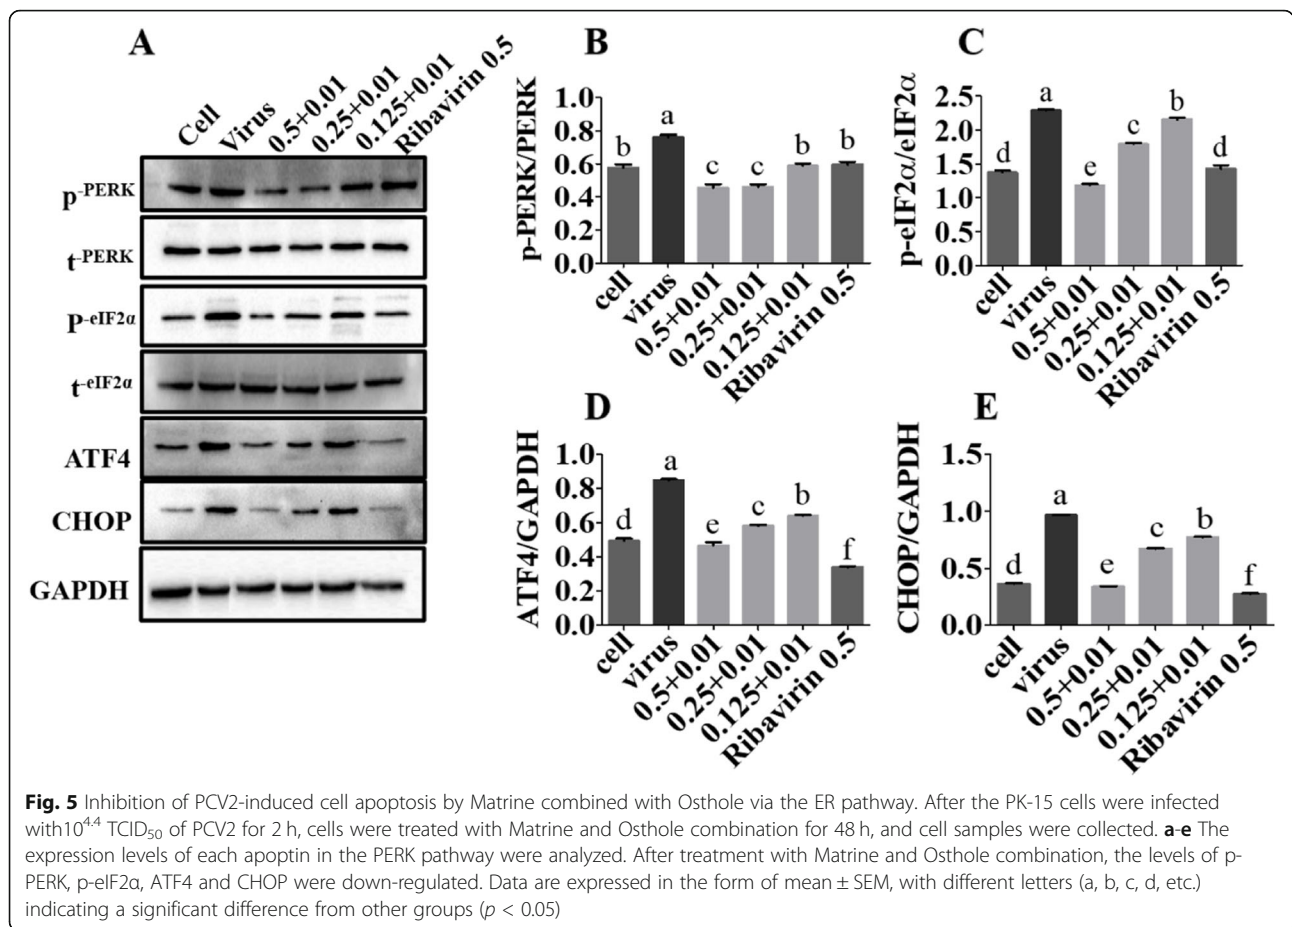 A
Cell Virus 0.5+0.01 0.25+0.01 0.125+0.01 Ribavirin 0.5
p-PERK
t-PERK
P-eIF2α
t-eIF2α
ATF4
CHOP
GAPDH
B
p-PERK/PERK
1.0
0.8
0.6
0.4
0.2
0.0
b a c c b b
cell virus 0.5+0.01 0.25+0.01 0.125+0.01 Ribavirin 0.5
C
p-eIF2α/eIF2α
2.5
2.0
1.5
1.0
0.5
0.0
d a e c b d
cell virus 0.5+0.01 0.25+0.01 0.125+0.01 Ribavirin 0.5
D
ATF4/GAPDH
1.0
0.8
0.6
0.4
0.2
0.0
d a e c b f
cell virus 0.5+0.01 0.25+0.01 0.125+0.01 Ribavirin 0.5
E
CHOP/GAPDH
1.5
1.0
0.5
0.0
d a e c b f
cell virus 0.5+0.01 0.25+0.01 0.125+0.01 Ribavirin 0.5
Fig. 5 Inhibition of PCV2-induced cell apoptosis by Matrine combined with Osthole via the ER pathway. After the PK-15 cells were infected
with10^4.4 TCID50 of PCV2 for 2 h, cells were treated with Matrine and Osthole combination for 48 h, and cell samples were collected. a-e The
expression levels of each apoptin in the PERK pathway were analyzed. After treatment with Matrine and Osthole combination, the levels of p-
PERK, p-eIF2α, ATF4 and CHOP were down-regulated. Data are expressed in the form of mean ± SEM, with different letters (a, b, c, d, etc.)
indicating a significant difference from other groups (p < 0.05)